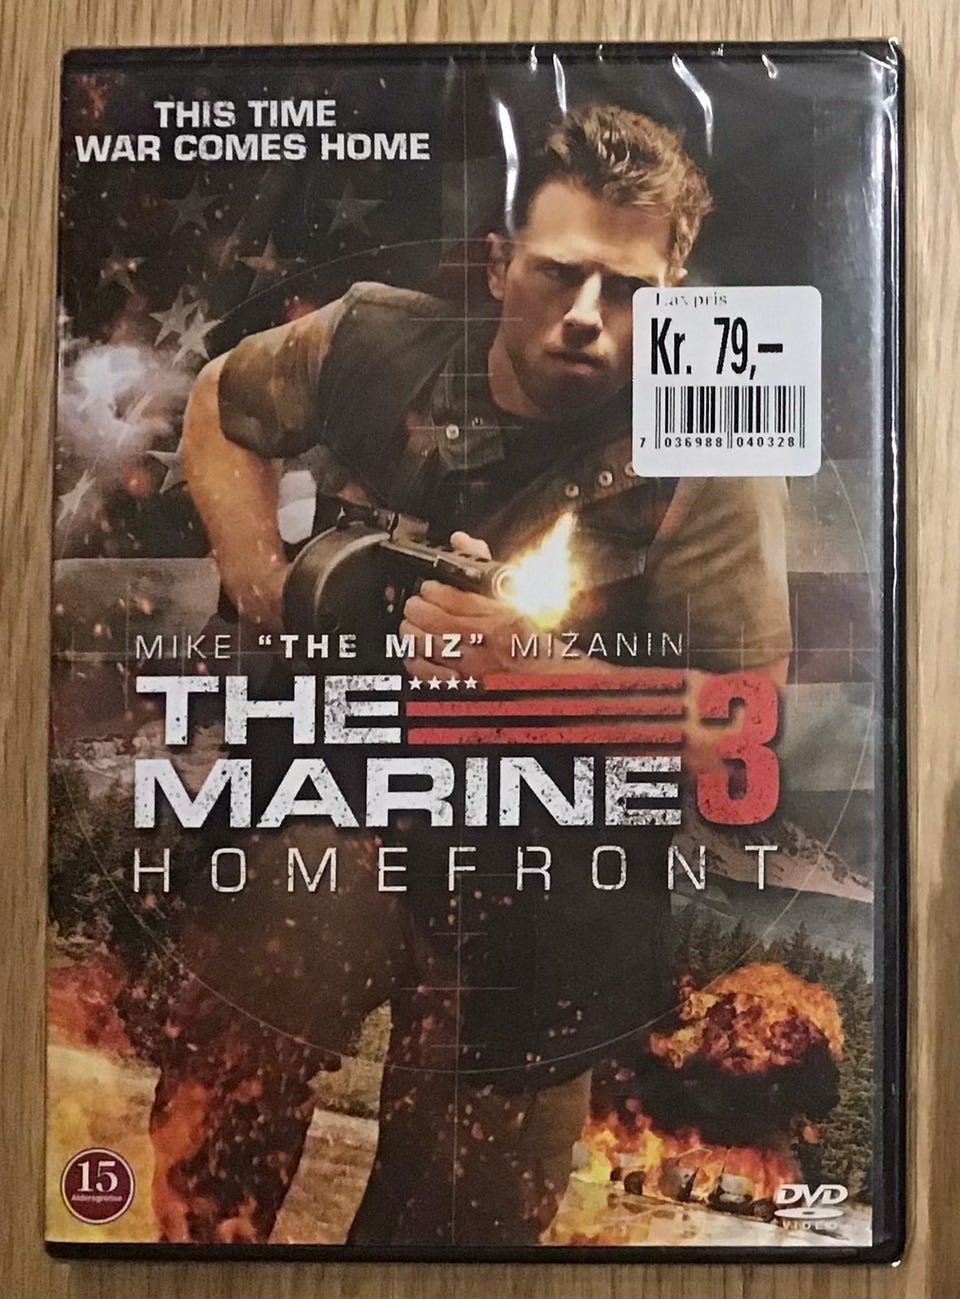 THIS TIME
WAR COMES HOME
Lavpris
Kr. 79,-
7 036988 040328
MIKE "THE MIZ" MIZANIN
THE
MARINE 3
HOMEFRONT
15
Aldersgrense
DVD
VIDEO